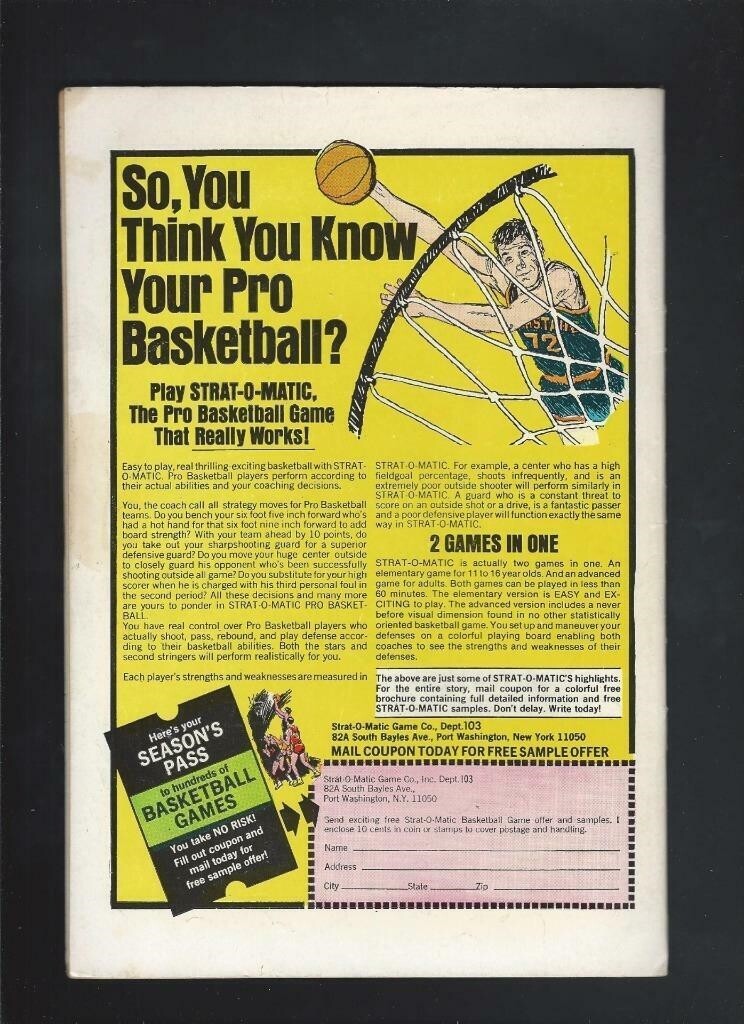 So, You
Think You Know
Your Pro
Basketball?
72
Play STRAT-O-MATIC,
The Pro Basketball Game
That Really Works!
Easy to play, real thrilling-exciting basketball with STRAT-
O-MATIC. Pro Basketball players perform according to
their actual abilities and your coaching decisions.
You, the coach call all strategy moves for Pro Basketball
teams. Do you bench your six foot five inch forward who's
had a hot hand for that six foot nine inch forward to add
board strength? With your team ahead by 10 points, do
you take out your sharpshooting guard for a superior
defensive guard? Do you move your huge center outside
to closely guard his opponent who's been successfully
shooting outside all game? Do you substitute for your high
scorer when he is charged with his third personal foul in
the second period? All these decisions and many more
are yours to ponder in STRAT-O-MATIC PRO BASKET-
BALL.
You have real control over Pro Basketball players who
actually shoot, pass, rebound, and play defense accor-
ding to their basketball abilities. Both the stars and
second stringers will perform realistically for you.
Each player's strengths and weaknesses are measured in
STRAT-O-MATIC. For example, a center who has a high
fieldgoal percentage, shoots infrequently, and is an
extremely poor outside shooter will perform similarly in
STRAT-O-MATIC. A guard who is a constant threat to
score on an outside shot or a drive, is a fantastic passer
and a poor defensive player will function exactly the same
way in STRAT-O-MATIC.
2 GAMES IN ONE
STRAT-O-MATIC is actually two games in one. An
elementary game for 11 to 16 year olds. And an advanced
game for adults. Both games can be played in less than
60 minutes. The elementary version is EASY and EX-
CITING to play. The advanced version includes a never
before visual dimension found in no other statistically
oriented basketball game. You set up and maneuver your
defenses on a colorful playing board enabling both
coaches to see the strengths and weaknesses of their
defenses.
The above are just some of STRAT-O-MATIC'S highlights.
For the entire story, mail coupon for a colorful free
brochure containing full detailed information and free
STRAT-O-MATIC samples. Don't delay. Write today!
Strat-O-Matic Game Co., Dept.103
82A South Bayles Ave., Port Washington, New York 11050
MAIL COUPON TODAY FOR FREE SAMPLE OFFER
Here's your
SEASON'S
PASS
to hundreds of
BASKETBALL
GAMES
You take NO RISK!
Fill out coupon and
mail today for
free sample offer!
Strat-O-Matic Game Co., Inc. Dept.103
82A South Bayles Ave.,
Port Washington, N.Y. 11050
Send exciting free Strat-O-Matic Basketball Game offer and samples. I
enclose 10 cents in coin or stamps to cover postage and handling.
Name
Address
City State Zip